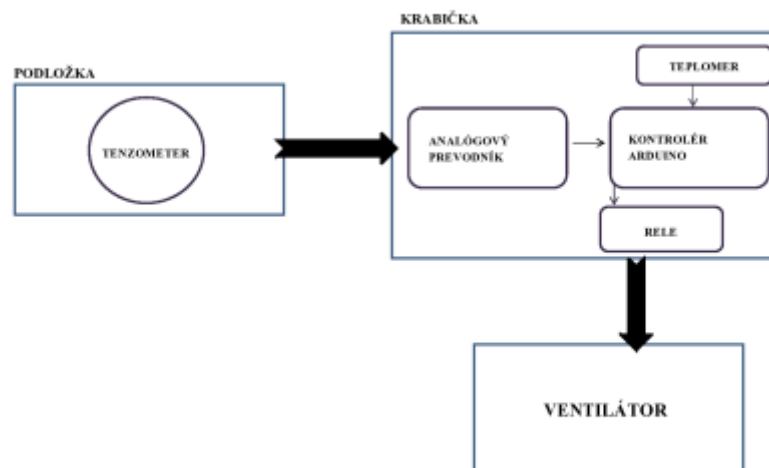 KRABIČKA
PODLOŽKA
TEPLOMER
TENZOMETER
ANALÓGOVÝ
PREVODNÍK
KONTROLÉR
ARDUINO
RELE
VENTILÁTOR